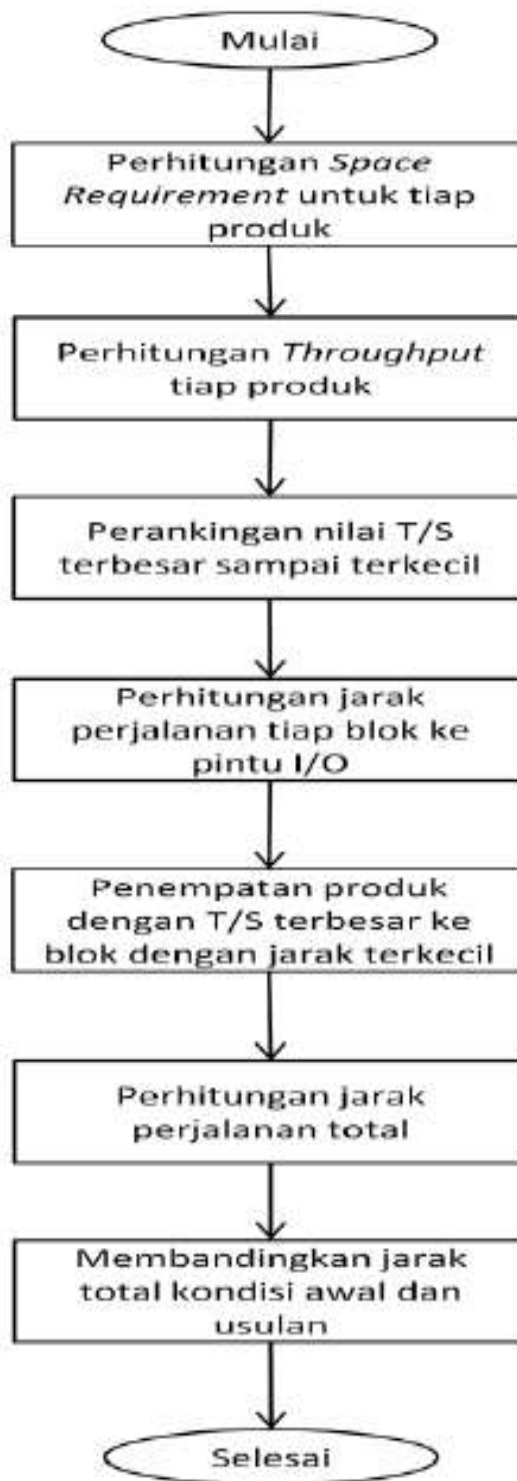 Mulai
Perhitungan Space
Requirement untuk tiap
produk
Perhitungan Throughput
tiap produk
Perankingan nilai T/S
terbesar sampai terkecil
Perhitungan jarak
perjalanan tiap blok ke
pintu I/O
Penempatan produk
dengan T/S terbesar ke
blok dengan jarak terkecil
Perhitungan jarak
perjalanan total
Membandingkan jarak
total kondisi awal dan
usulan
Selesai